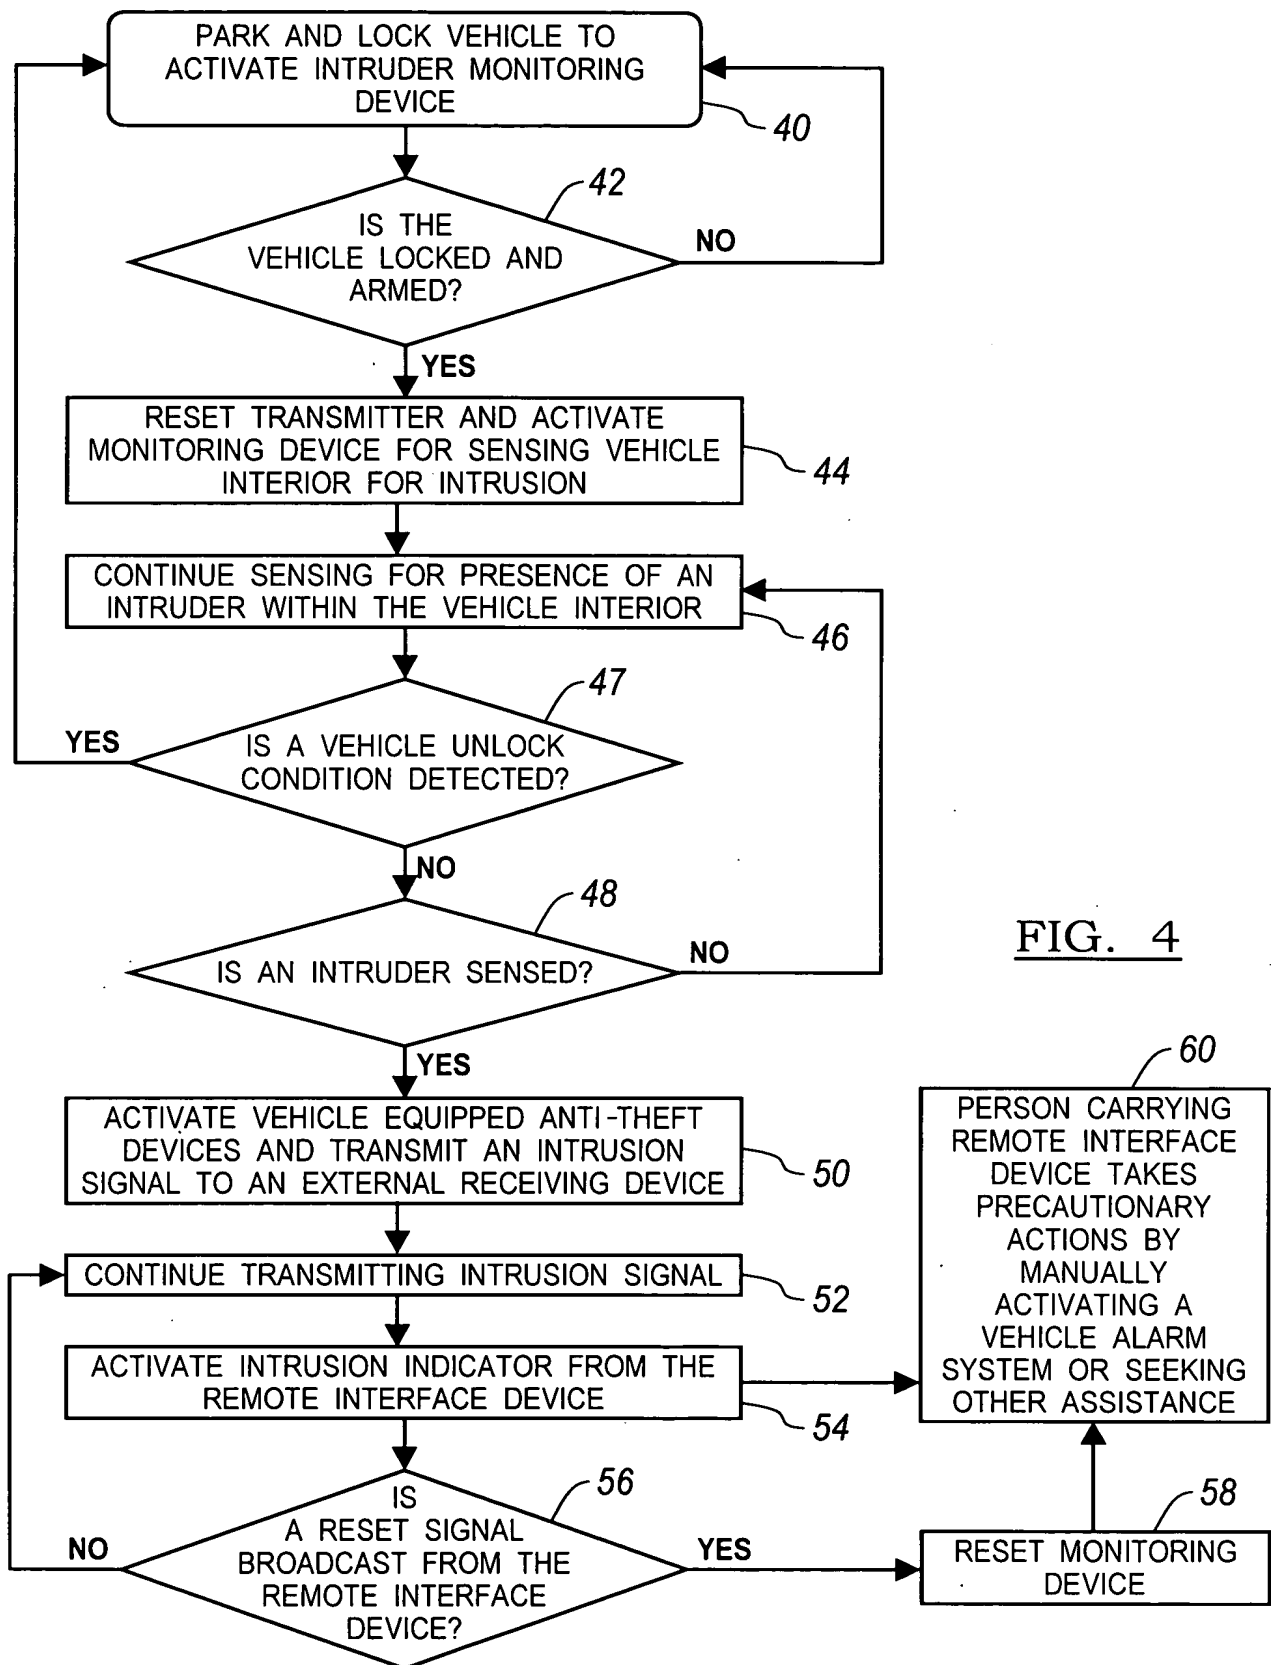 PARK AND LOCK VEHICLE TO
ACTIVATE INTRUDER MONITORING
DEVICE
40
42
IS THE
VEHICLE LOCKED AND
ARMED?
NO
YES
RESET TRANSMITTER AND ACTIVATE
MONITORING DEVICE FOR SENSING VEHICLE
INTERIOR FOR INTRUSION
44
CONTINUE SENSING FOR PRESENCE OF AN
INTRUDER WITHIN THE VEHICLE INTERIOR
46
47
YES
IS A VEHICLE UNLOCK
CONDITION DETECTED?
NO
48
IS AN INTRUDER SENSED?
NO
FIG. 4
YES
ACTIVATE VEHICLE EQUIPPED ANTI-THEFT
DEVICES AND TRANSMIT AN INTRUSION
SIGNAL TO AN EXTERNAL RECEIVING DEVICE
50
CONTINUE TRANSMITTING INTRUSION SIGNAL
52
ACTIVATE INTRUSION INDICATOR FROM THE
REMOTE INTERFACE DEVICE
54
60
PERSON CARRYING
REMOTE INTERFACE
DEVICE TAKES
PRECAUTIONARY
ACTIONS BY
MANUALLY
ACTIVATING A
VEHICLE ALARM
SYSTEM OR SEEKING
OTHER ASSISTANCE
56
IS
A RESET SIGNAL
BROADCAST FROM THE
REMOTE INTERFACE
DEVICE?
NO
YES
58
RESET MONITORING
DEVICE